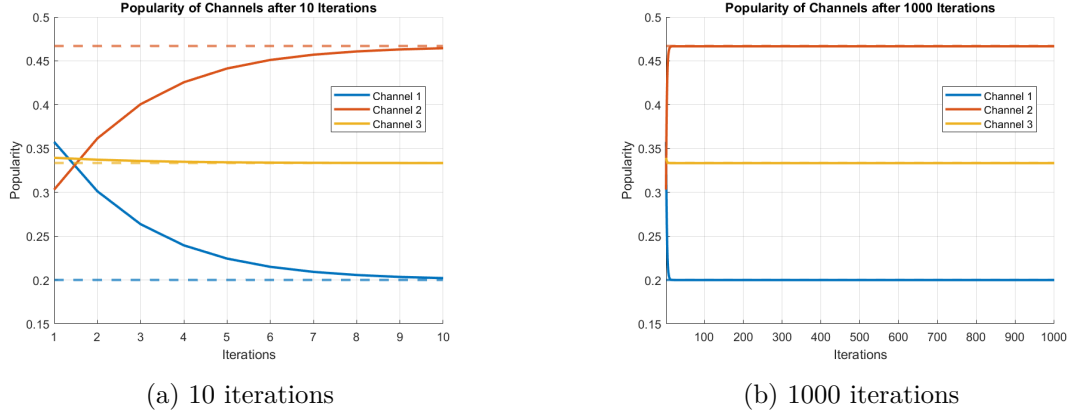 Popularity of Channels after 10 Iterations
0.5
0.45
0.4
0.35
0.3
0.25
0.2
0.15
Popularity
Channel 1
Channel 2
Channel 3
1 2 3 4 5 6 7 8 9 10
Iterations
(a) 10 iterations
Popularity of Channels after 1000 Iterations
0.5
0.45
0.4
0.35
0.3
0.25
0.2
0.15
Popularity
Channel 1
Channel 2
Channel 3
100 200 300 400 500 600 700 800 900 1000
Iterations
(b) 1000 iterations